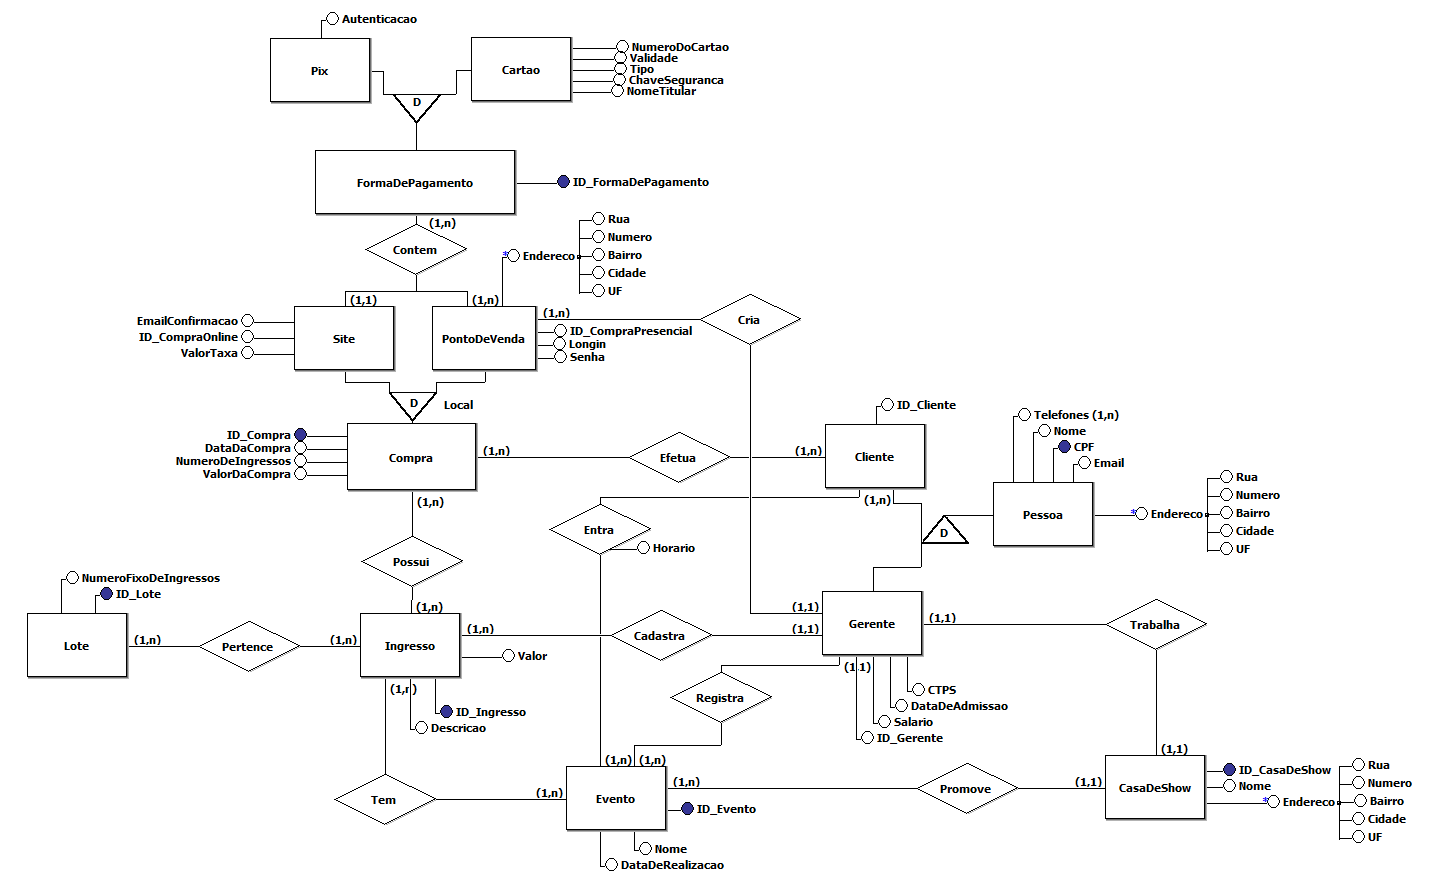 Autenticacao
Pix
Cartao
NumeroDoCartao
Validade
Tipo
ChaveSeguranca
NomeTitular
D
FormaDePagamento
ID_FormaDePagamento
(1,n)
Contem
* Endereco
Rua
Numero
Bairro
Cidade
UF
(1,1)
(1,n)
EmailConfirmacao
ID_CompraOnline
ValorTaxa
Site
PontoDeVenda
(1,n)
ID_CompraPresencial
Longin
Senha
Cria
D
Local
ID_Compra
DataDaCompra
NumeroDeIngressos
ValorDaCompra
Compra
(1,n)
Efetua
(1,n)
ID_Cliente
Cliente
(1,n)
(1,n)
Telefones (1,n)
Nome
CPF
Email
Pessoa
* Endereco
Rua
Numero
Bairro
Cidade
UF
D
Entra
Horario
Possui
(1,n)
NumeroFixoDeIngressos
ID_Lote
Lote
(1,n)
Pertence
(1,n)
Ingresso
(1,n)
Valor
Cadastra
(1,1)
(1,1)
Gerente
(1,1)
Trabalha
(1,n)
ID_Ingresso
Descricao
Registra
(1,1)
CTPS
DataDeAdmissao
Salario
ID_Gerente
Tem
(1,n)
(1,n)
(1,n)
Evento
(1,n)
ID_Evento
Nome
DataDeRealizacao
Promove
(1,1)
(1,1)
CasaDeShow
ID_CasaDeShow
Nome
* Endereco
Rua
Numero
Bairro
Cidade
UF